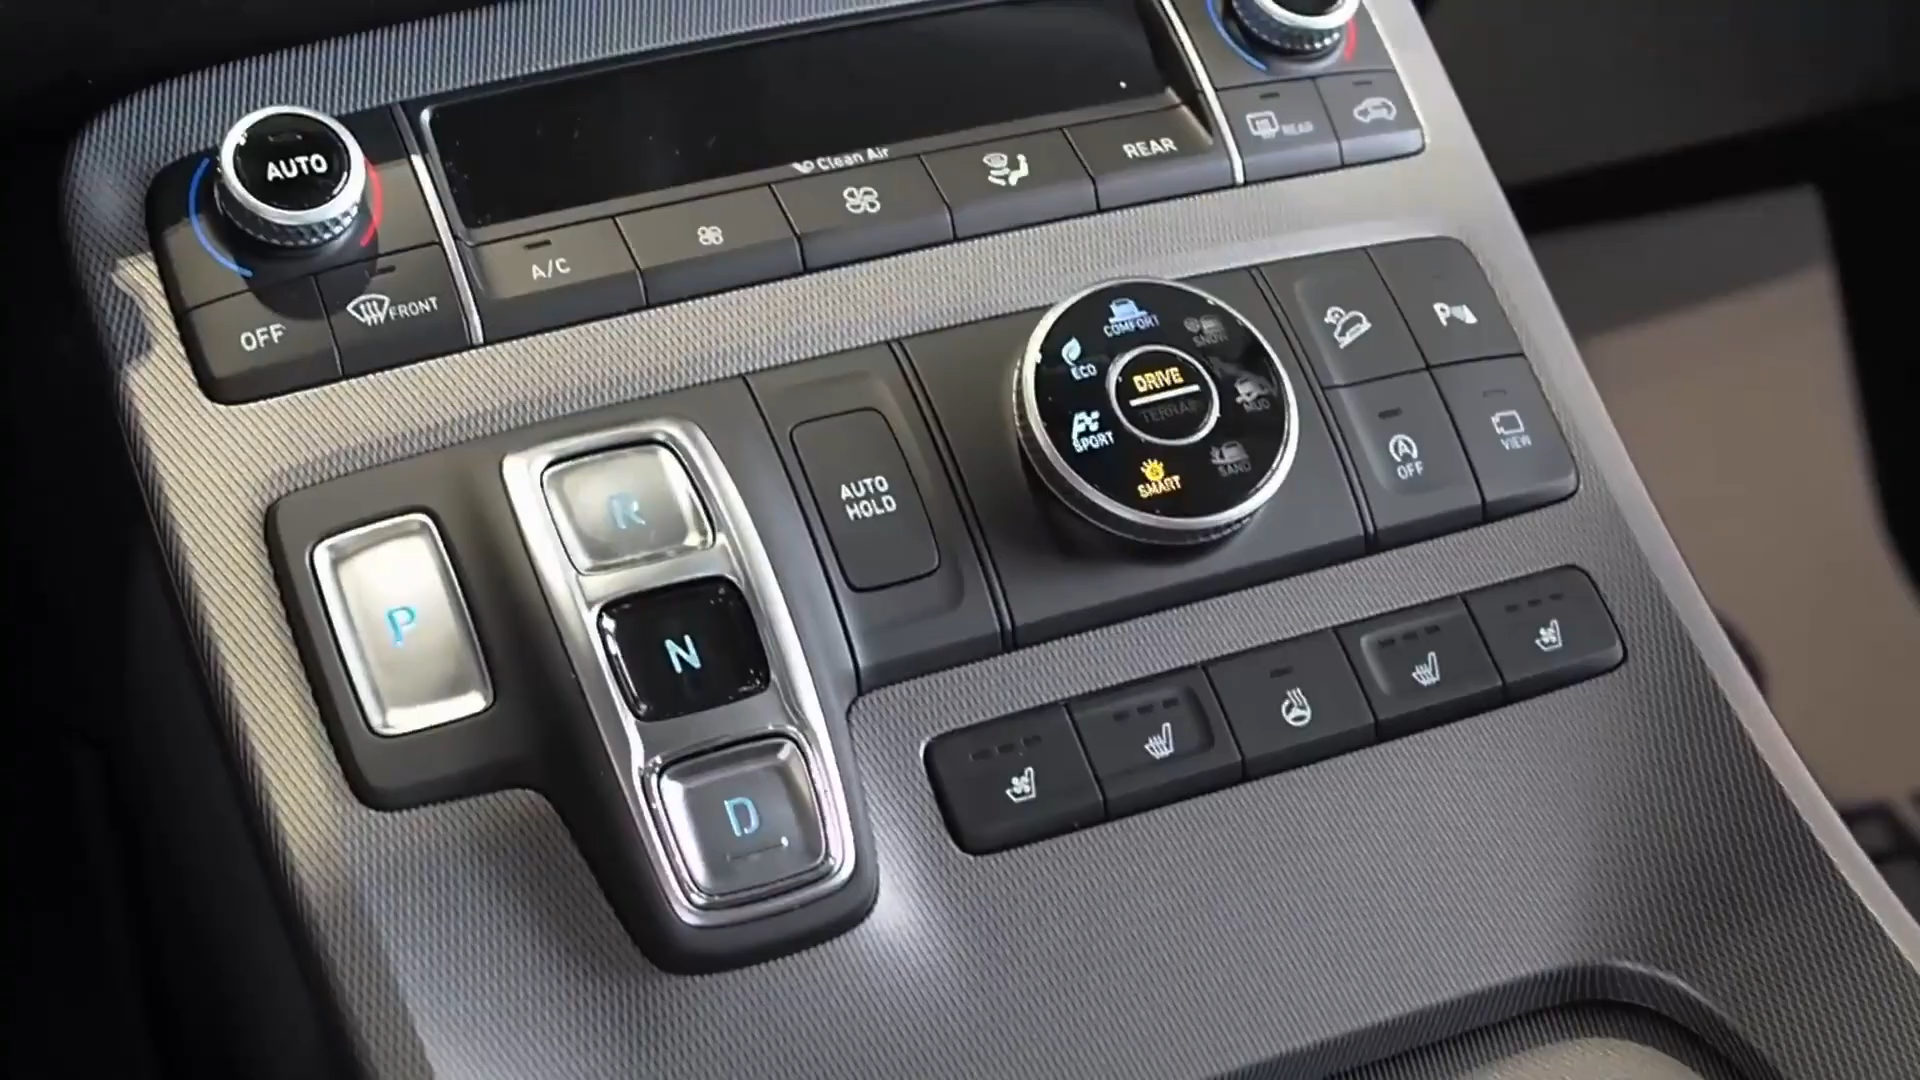 AUTO
Clean Air
REAR
REAR
A/C
OFF
FRONT
COMFORT
SNOW
ECO
DRIVE
TERRAIN
MUD
SPORT
SAND
SMART
P
OFF
VIEW
AUTO
HOLD
R
P
N
D